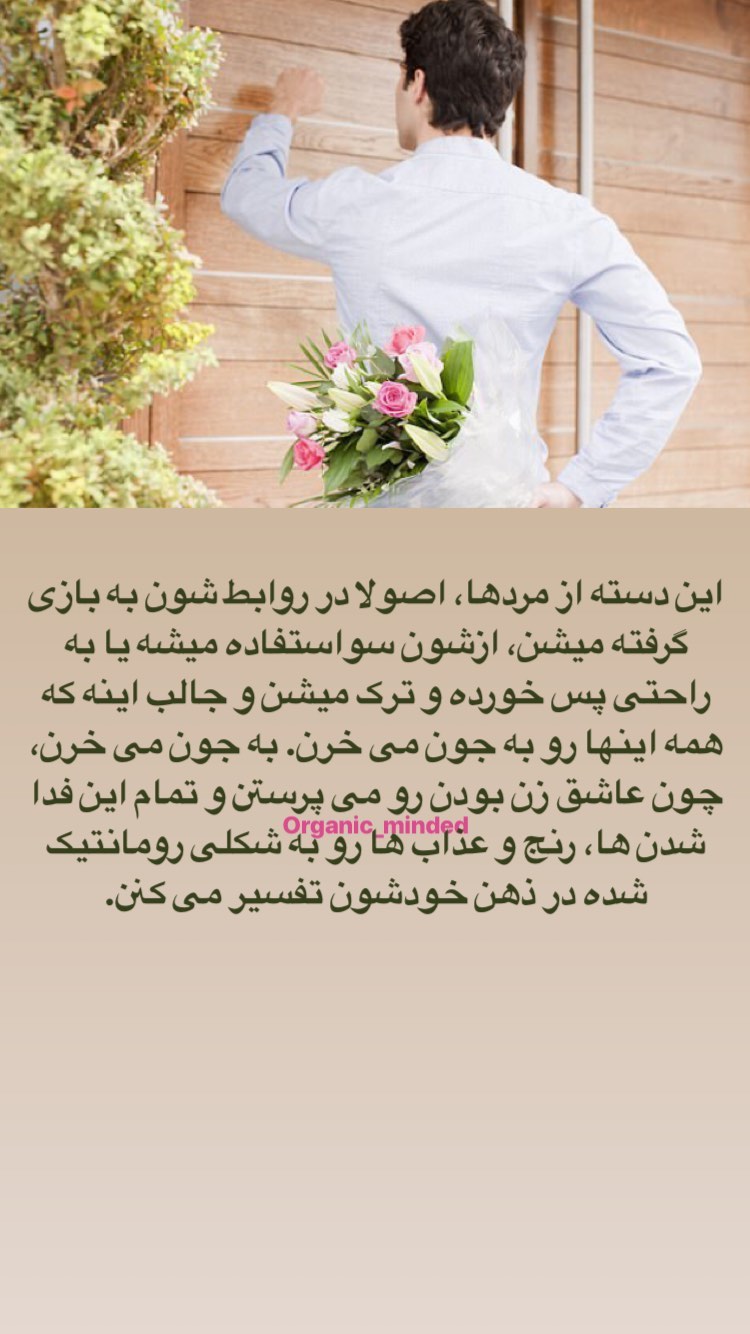 این دسته از مردها، اصولا در روابط شون به بازی
گرفته میشن، ازشون سواستفاده میشه یا به
راحتی پس خورده و ترک میشن و جالب اینه که
همه اینها رو به جون می خرن. به جون می خرن،
چون عاشق زن بودن رو می پرستن و تمام این فدا
Organic_minded
شدن ها، رنج و عذاب ها رو به شکلی رومانتیک
شده در ذهن خودشون تفسیر می کنن.